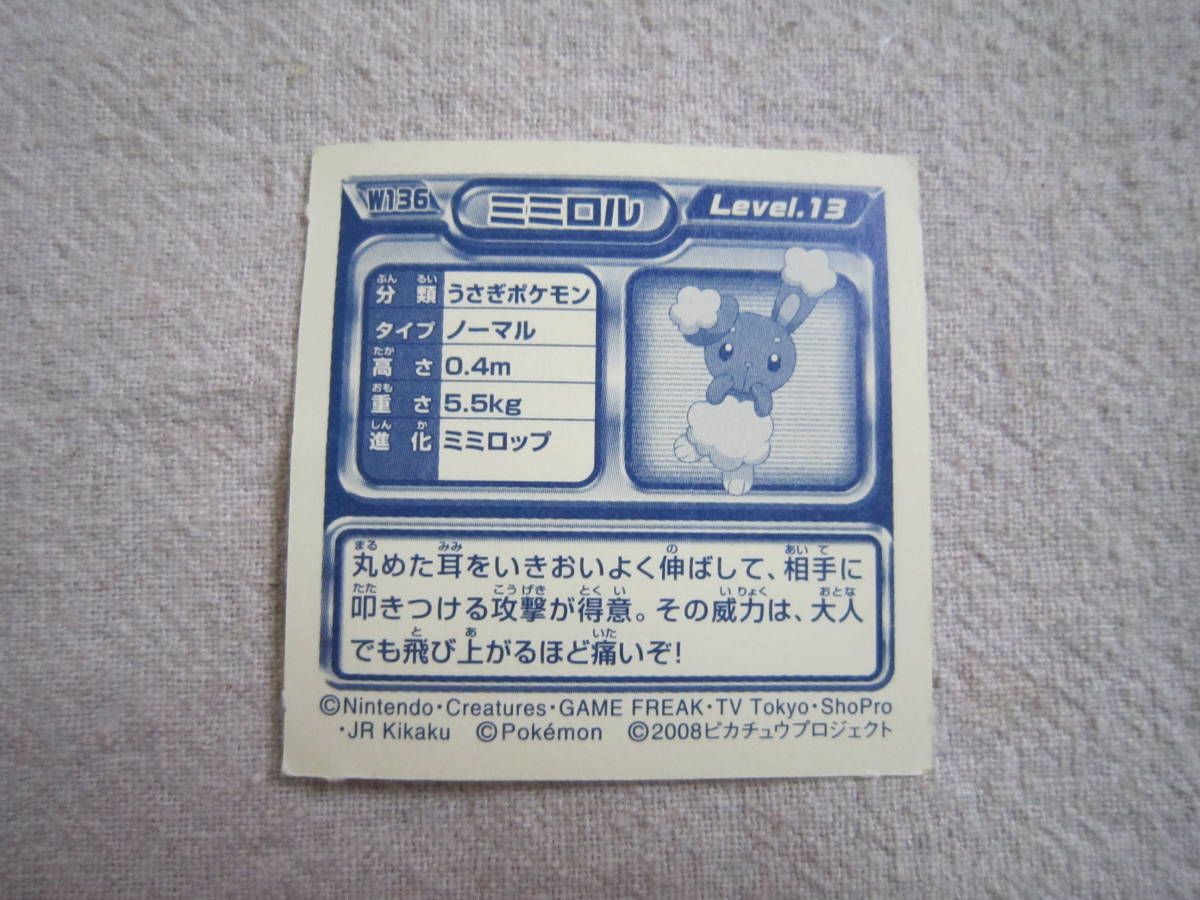 W136 ミミロル Level.13
分類 うさぎポケモン
タイプ ノーマル
高さ 0.4m
重さ 5.5kg
進化 ミミロップ
丸めた耳をいきおいよく伸ばして、相手に
叩きつける攻撃が得意。その威力は、大人
でも飛び上がるほど痛いぞ!
©Nintendo・Creatures・GAME FREAK・TV Tokyo・ShoPro
・JR Kikaku ©Pokémon ©2008ピカチュウプロジェクト